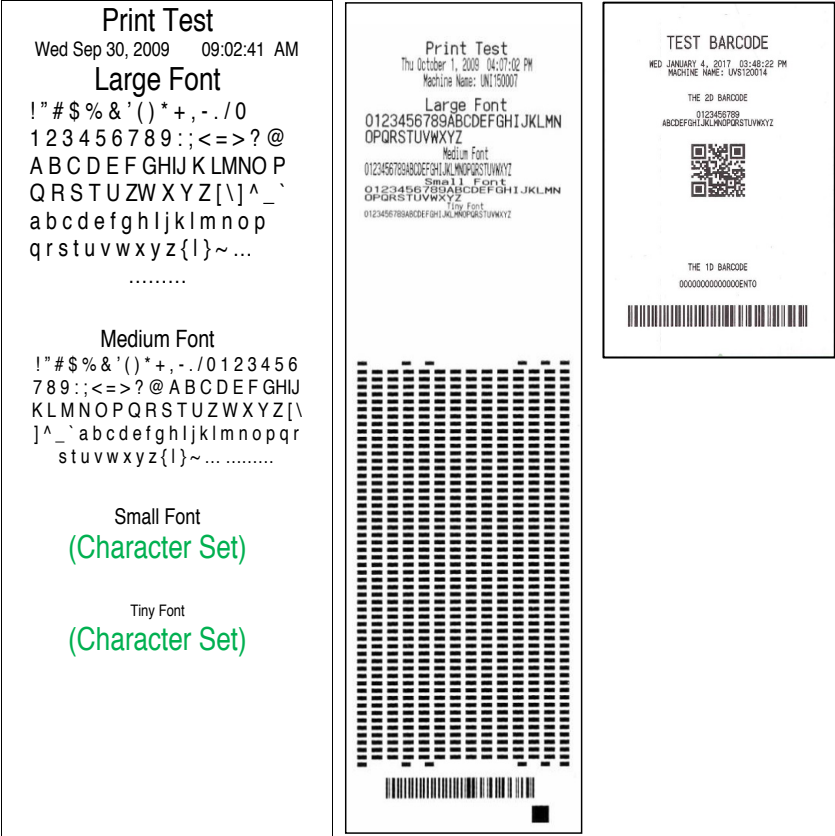 Print Test
Wed Sep 30, 2009 09:02:41 AM
Large Font
! " # $ % & ' ( ) * + , - . / 0
1 2 3 4 5 6 7 8 9 : ; < = > ? @
A B C D E F GHIJ K LMNO P
Q R S T U ZW X Y Z [ \ ] ^ _ `
a b c d e f g h I j k l m n o p
q r s t u v w x y z { l } ~ ...
.........
Medium Font
! " # $ % & ' ( ) * + , - . / 0 1 2 3 4 5 6
7 8 9 : ; < = > ? @ A B C D E F GHIJ
K L M N O P Q R S T U Z W X Y Z [ \
] ^ _ ` a b c d e f g h I j k l m n o p q r
s t u v w x y z { l } ~ ... .........
Small Font
(Character Set)
Tiny Font
(Character Set)
Print Test
Thu October 1, 2009 04:07:02 PM
Machine Name: UNI150007
Large Font
0123456789ABCDEFGHIJKLMN
OPQRSTUVWXYZ
Medium Font
0123456789ABCDEFGHIJKLMNOPQRSTUVWXYZ
Small Font
0123456789ABCDEFGHIJKLMN
OPQRSTUVWXYZ
Tiny Font
0123456789ABCDEFGHIJKLMNOPQRSTUVWXYZ
TEST BARCODE
WED JANUARY 4, 2017 03:48:22 PM
MACHINE NAME: UVS120014
THE 2D BARCODE
0123456789
ABCDEFGHIJKLMNOPQRSTUVWXYZ
THE 1D BARCODE
00000000000000ENTO